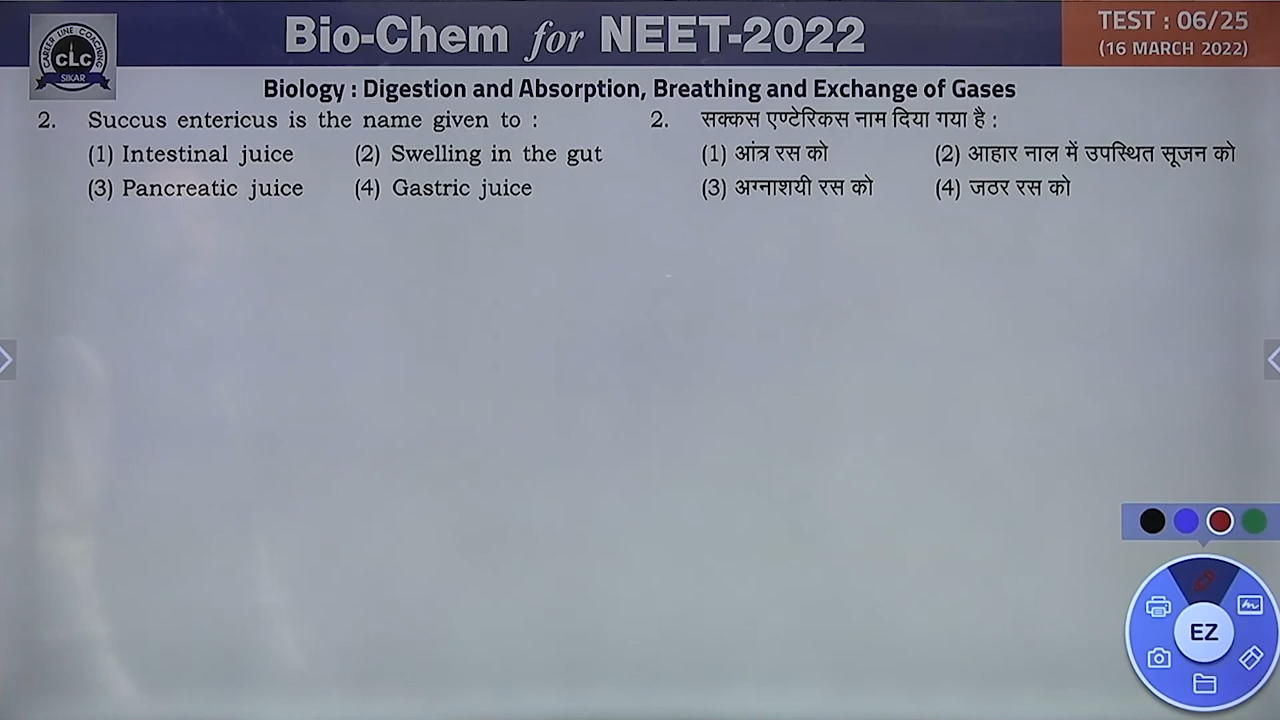 Bio-Chem for NEET-2022
TEST : 06/25
(16 MARCH 2022)
CAREER LINE COACHING
CLC
SIKAR
Biology : Digestion and Absorption, Breathing and Exchange of Gases
2. Succus entericus is the name given to :
(1) Intestinal juice (2) Swelling in the gut
(3) Pancreatic juice (4) Gastric juice
2. सक्कस एण्टेरिकस नाम दिया गया है :
(1) आंत्र रस को (2) आहार नाल में उपस्थित सूजन को
(3) अग्नाशयी रस को (4) जठर रस को
EZ